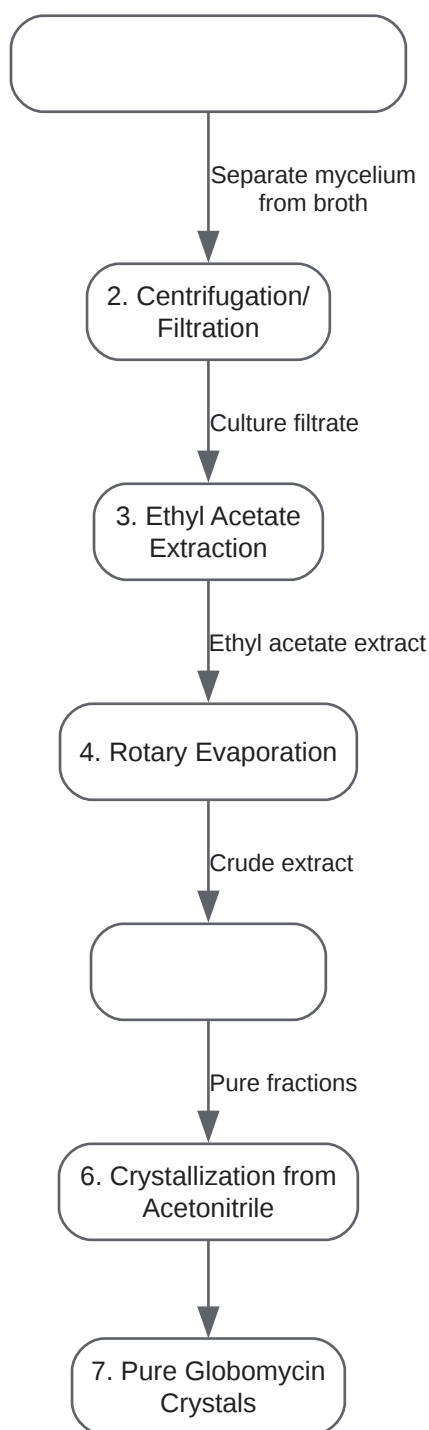 Separate mycelium
from broth
2. Centrifugation/
Filtration
Culture filtrate
3. Ethyl Acetate
Extraction
Ethyl acetate extract
4. Rotary Evaporation
Crude extract
Pure fractions
6. Crystallization from
Acetonitrile
7. Pure Globomycin
Crystals